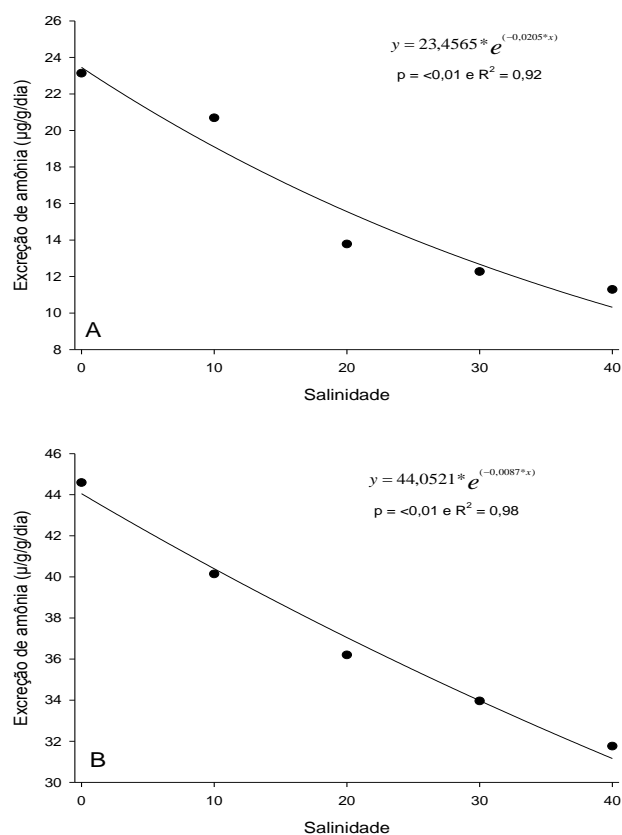 26
24
22
20
18
16
14
12
10
8
Excreção de amônia (µg/g/dia)
y = 23,4565* e^(−0,0205*x)
p = <0,01 e R² = 0,92
A
0 10 20 30 40
Salinidade
46
44
42
40
38
36
34
32
30
Excreção de amônia (µ/g/g/dia)
y = 44,0521* e^(−0,0087*x)
p = <0,01 e R² = 0,98
B
0 10 20 30 40
Salinidade